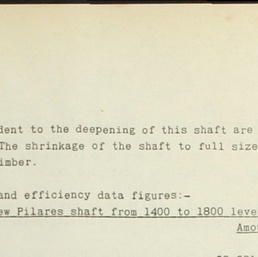 dent to the deepening of this shaft are
The shrinkage of the shaft to full size
imber.
and efficiency data figures:-
ew Pilares shaft from 1400 to 1800 leve
Amou